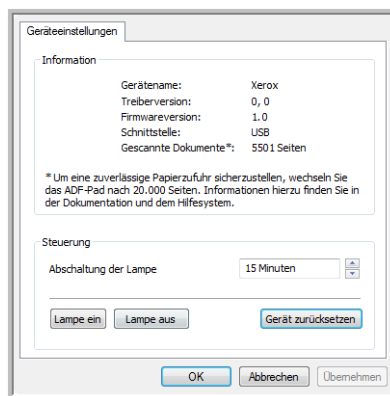 Geräteeinstellungen
Information
Gerätename: Xerox
Treiberversion: 0, 0
Firmwareversion: 1.0
Schnittstelle: USB
Gescannte Dokumente*: 5501 Seiten
* Um eine zuverlässige Papierzufuhr sicherzustellen, wechseln Sie
das ADF-Pad nach 20.000 Seiten. Informationen hierzu finden Sie in
der Dokumentation und dem Hilfesystem.
Steuerung
Abschaltung der Lampe 15 Minuten
Lampe ein Lampe aus Gerät zurücksetzen
OK Abbrechen Übernehmen